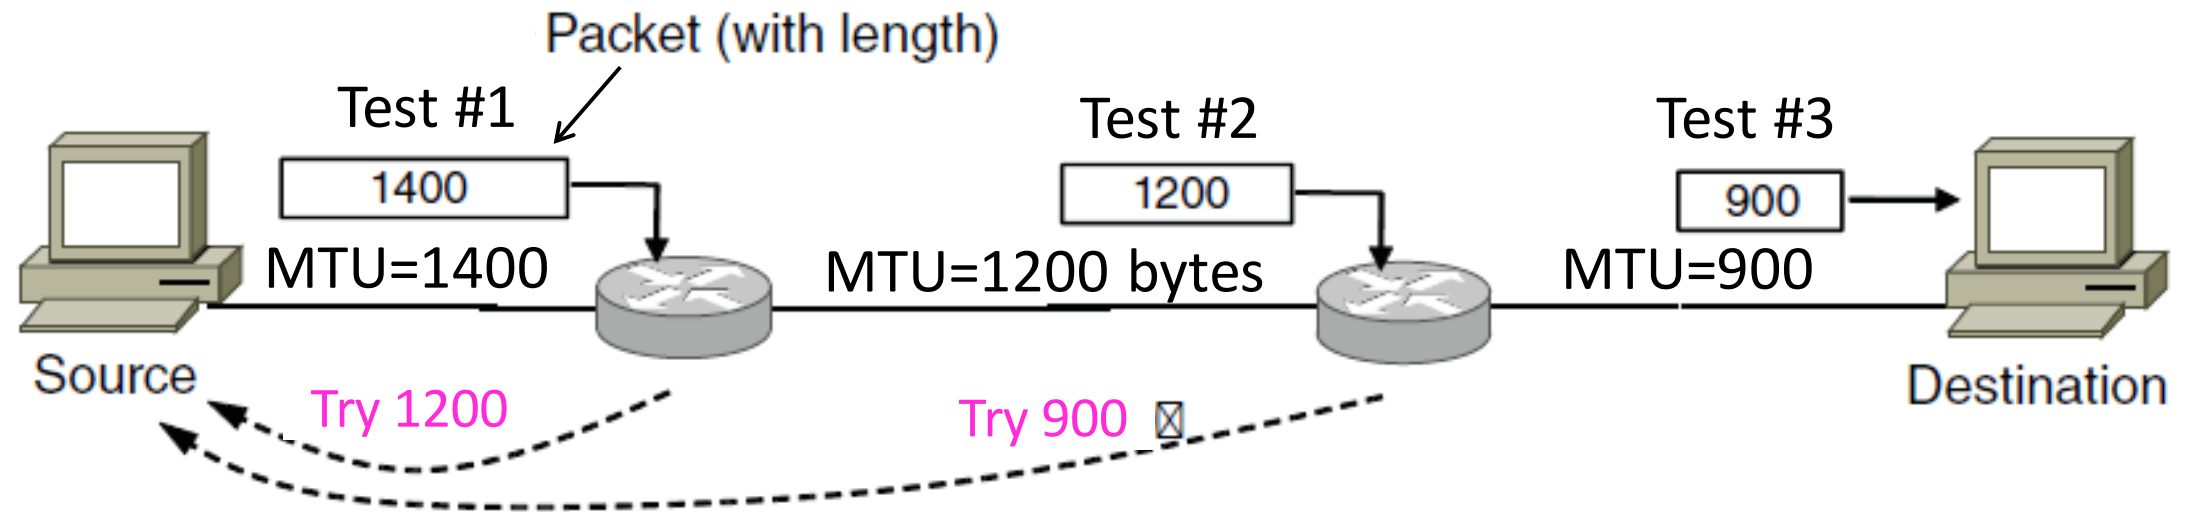 Packet (with length)
Test #1
Test #2
Test #3
1400
1200
900
MTU=1400
MTU=1200 bytes
MTU=900
Source
Try 1200
Try 900
Destination